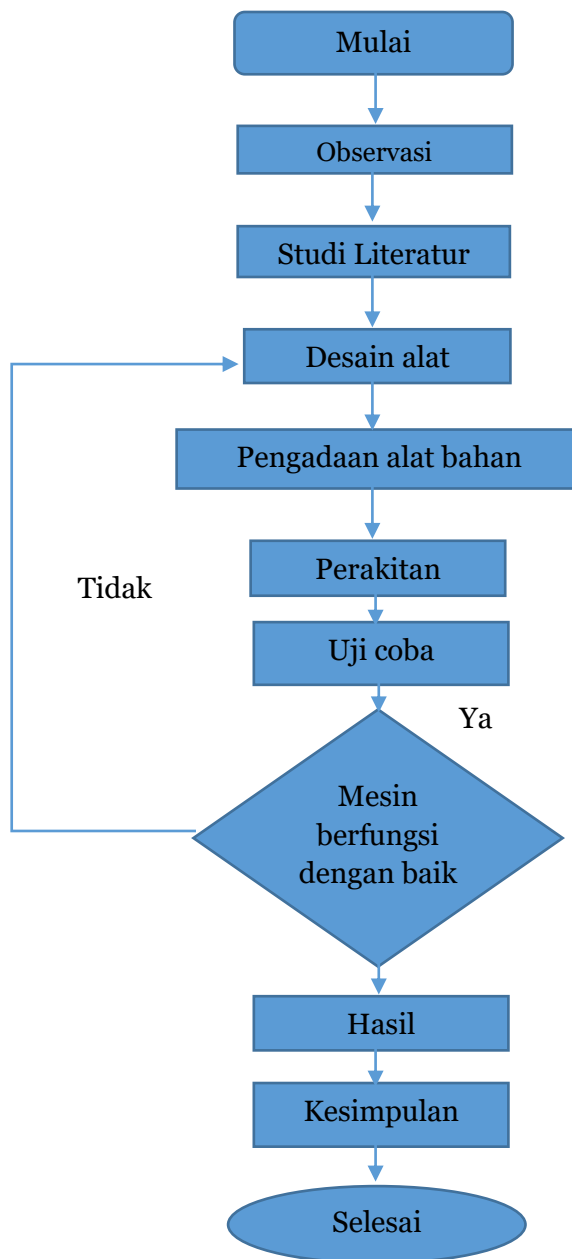 Mulai
Observasi
Studi Literatur
Desain alat
Pengadaan alat bahan
Perakitan
Tidak
Uji coba
Ya
Mesin
berfungsi
dengan baik
Hasil
Kesimpulan
Selesai